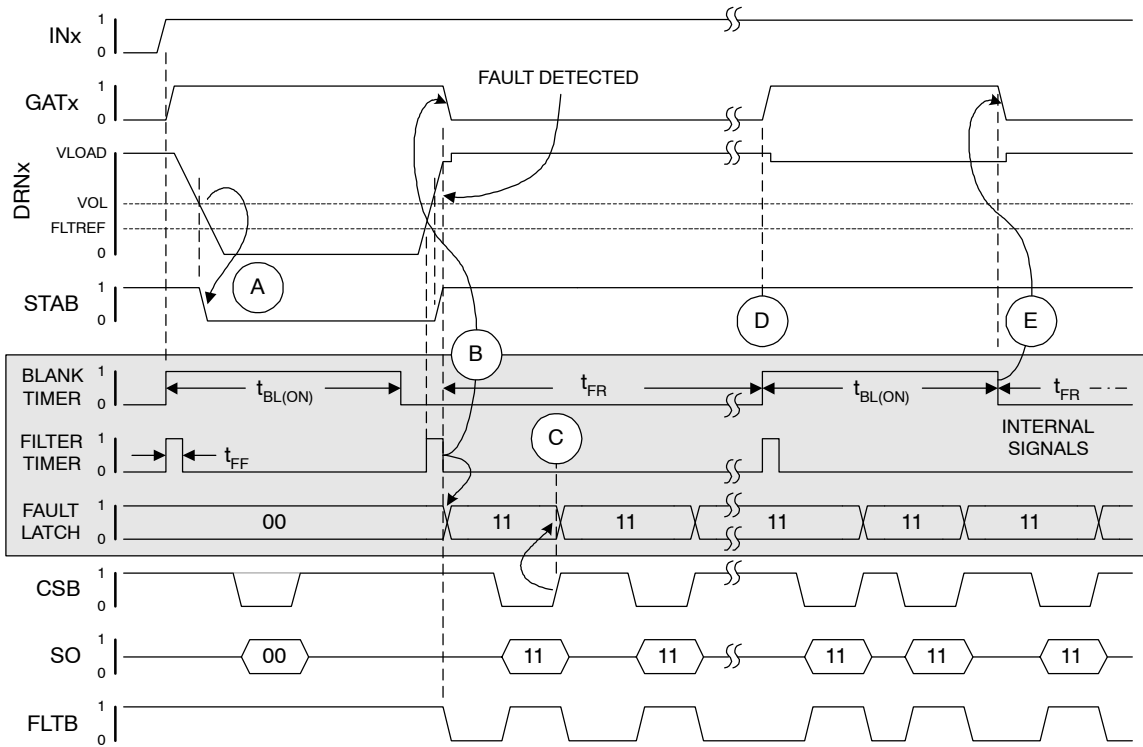 INx 1
0
GATx 1
0
FAULT DETECTED
DRNx
VLOAD
VOL
FLTREF
0
A
STAB 1
0
D
E
B
BLANK TIMER 1
0
tBL(ON)
tFR
tBL(ON)
tFR
INTERNAL SIGNALS
FILTER TIMER 1
0
tFF
C
FAULT LATCH 1
0
00 11 11 11 11 11
CSB 1
0
SO 1
0
00 11 11 11 11 11
FLTB 1
0